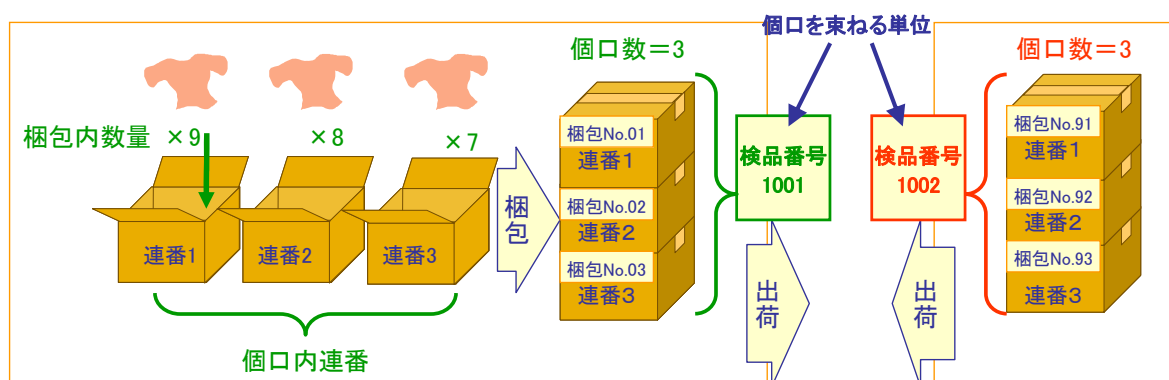 個口を束ねる単位
個口数＝3
個口数＝3
梱包内数量
×9
×8
×7
梱包No.01
連番1
梱包No.02
連番2
梱包No.03
連番3
検品番号
1001
検品番号
1002
梱包No.91
連番1
梱包No.92
連番2
梱包No.93
連番3
連番1
連番2
連番3
梱包
出荷
出荷
個口内連番